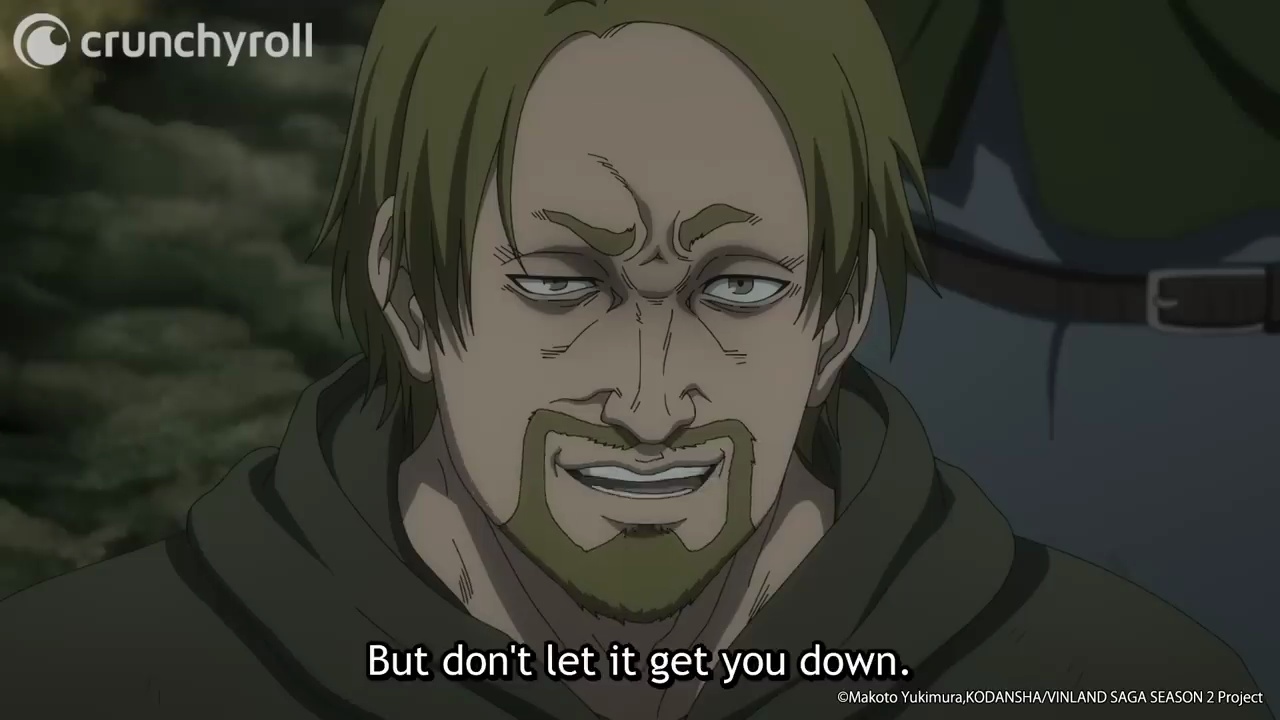 crunchyroll
But don't let it get you down.
©Makoto Yukimura,KODANSHA/VINLAND SAGA SEASON 2 Project